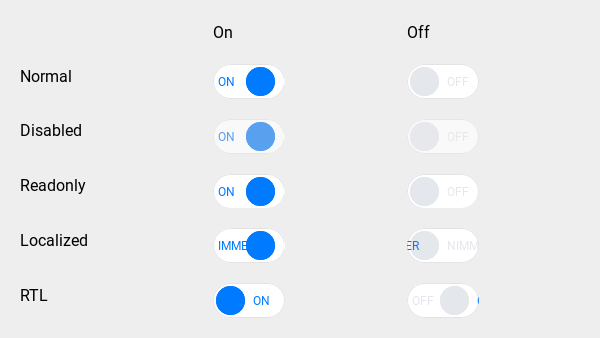 On Off
Normal ON OFF
Disabled ON OFF
Readonly ON OFF
Localized IMME ER NIMM
RTL ON OFF